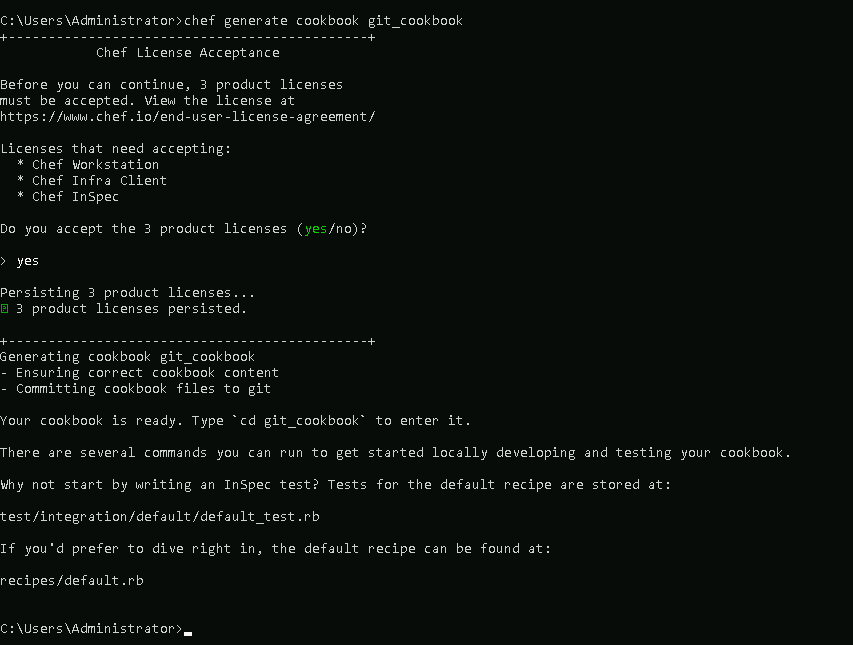 C:\Users\Administrator>chef generate cookbook git_cookbook
+---------------------------------------------+
Chef License Acceptance
Before you can continue, 3 product licenses
must be accepted. View the license at
https://www.chef.io/end-user-license-agreement/
Licenses that need accepting:
* Chef Workstation
* Chef Infra Client
* Chef InSpec
Do you accept the 3 product licenses (yes/no)?
> yes
Persisting 3 product licenses...
3 product licenses persisted.
+---------------------------------------------+
Generating cookbook git_cookbook
- Ensuring correct cookbook content
- Committing cookbook files to git
Your cookbook is ready. Type `cd git_cookbook` to enter it.
There are several commands you can run to get started locally developing and testing your cookbook.
Why not start by writing an InSpec test? Tests for the default recipe are stored at:
test/integration/default/default_test.rb
If you'd prefer to dive right in, the default recipe can be found at:
recipes/default.rb
C:\Users\Administrator>